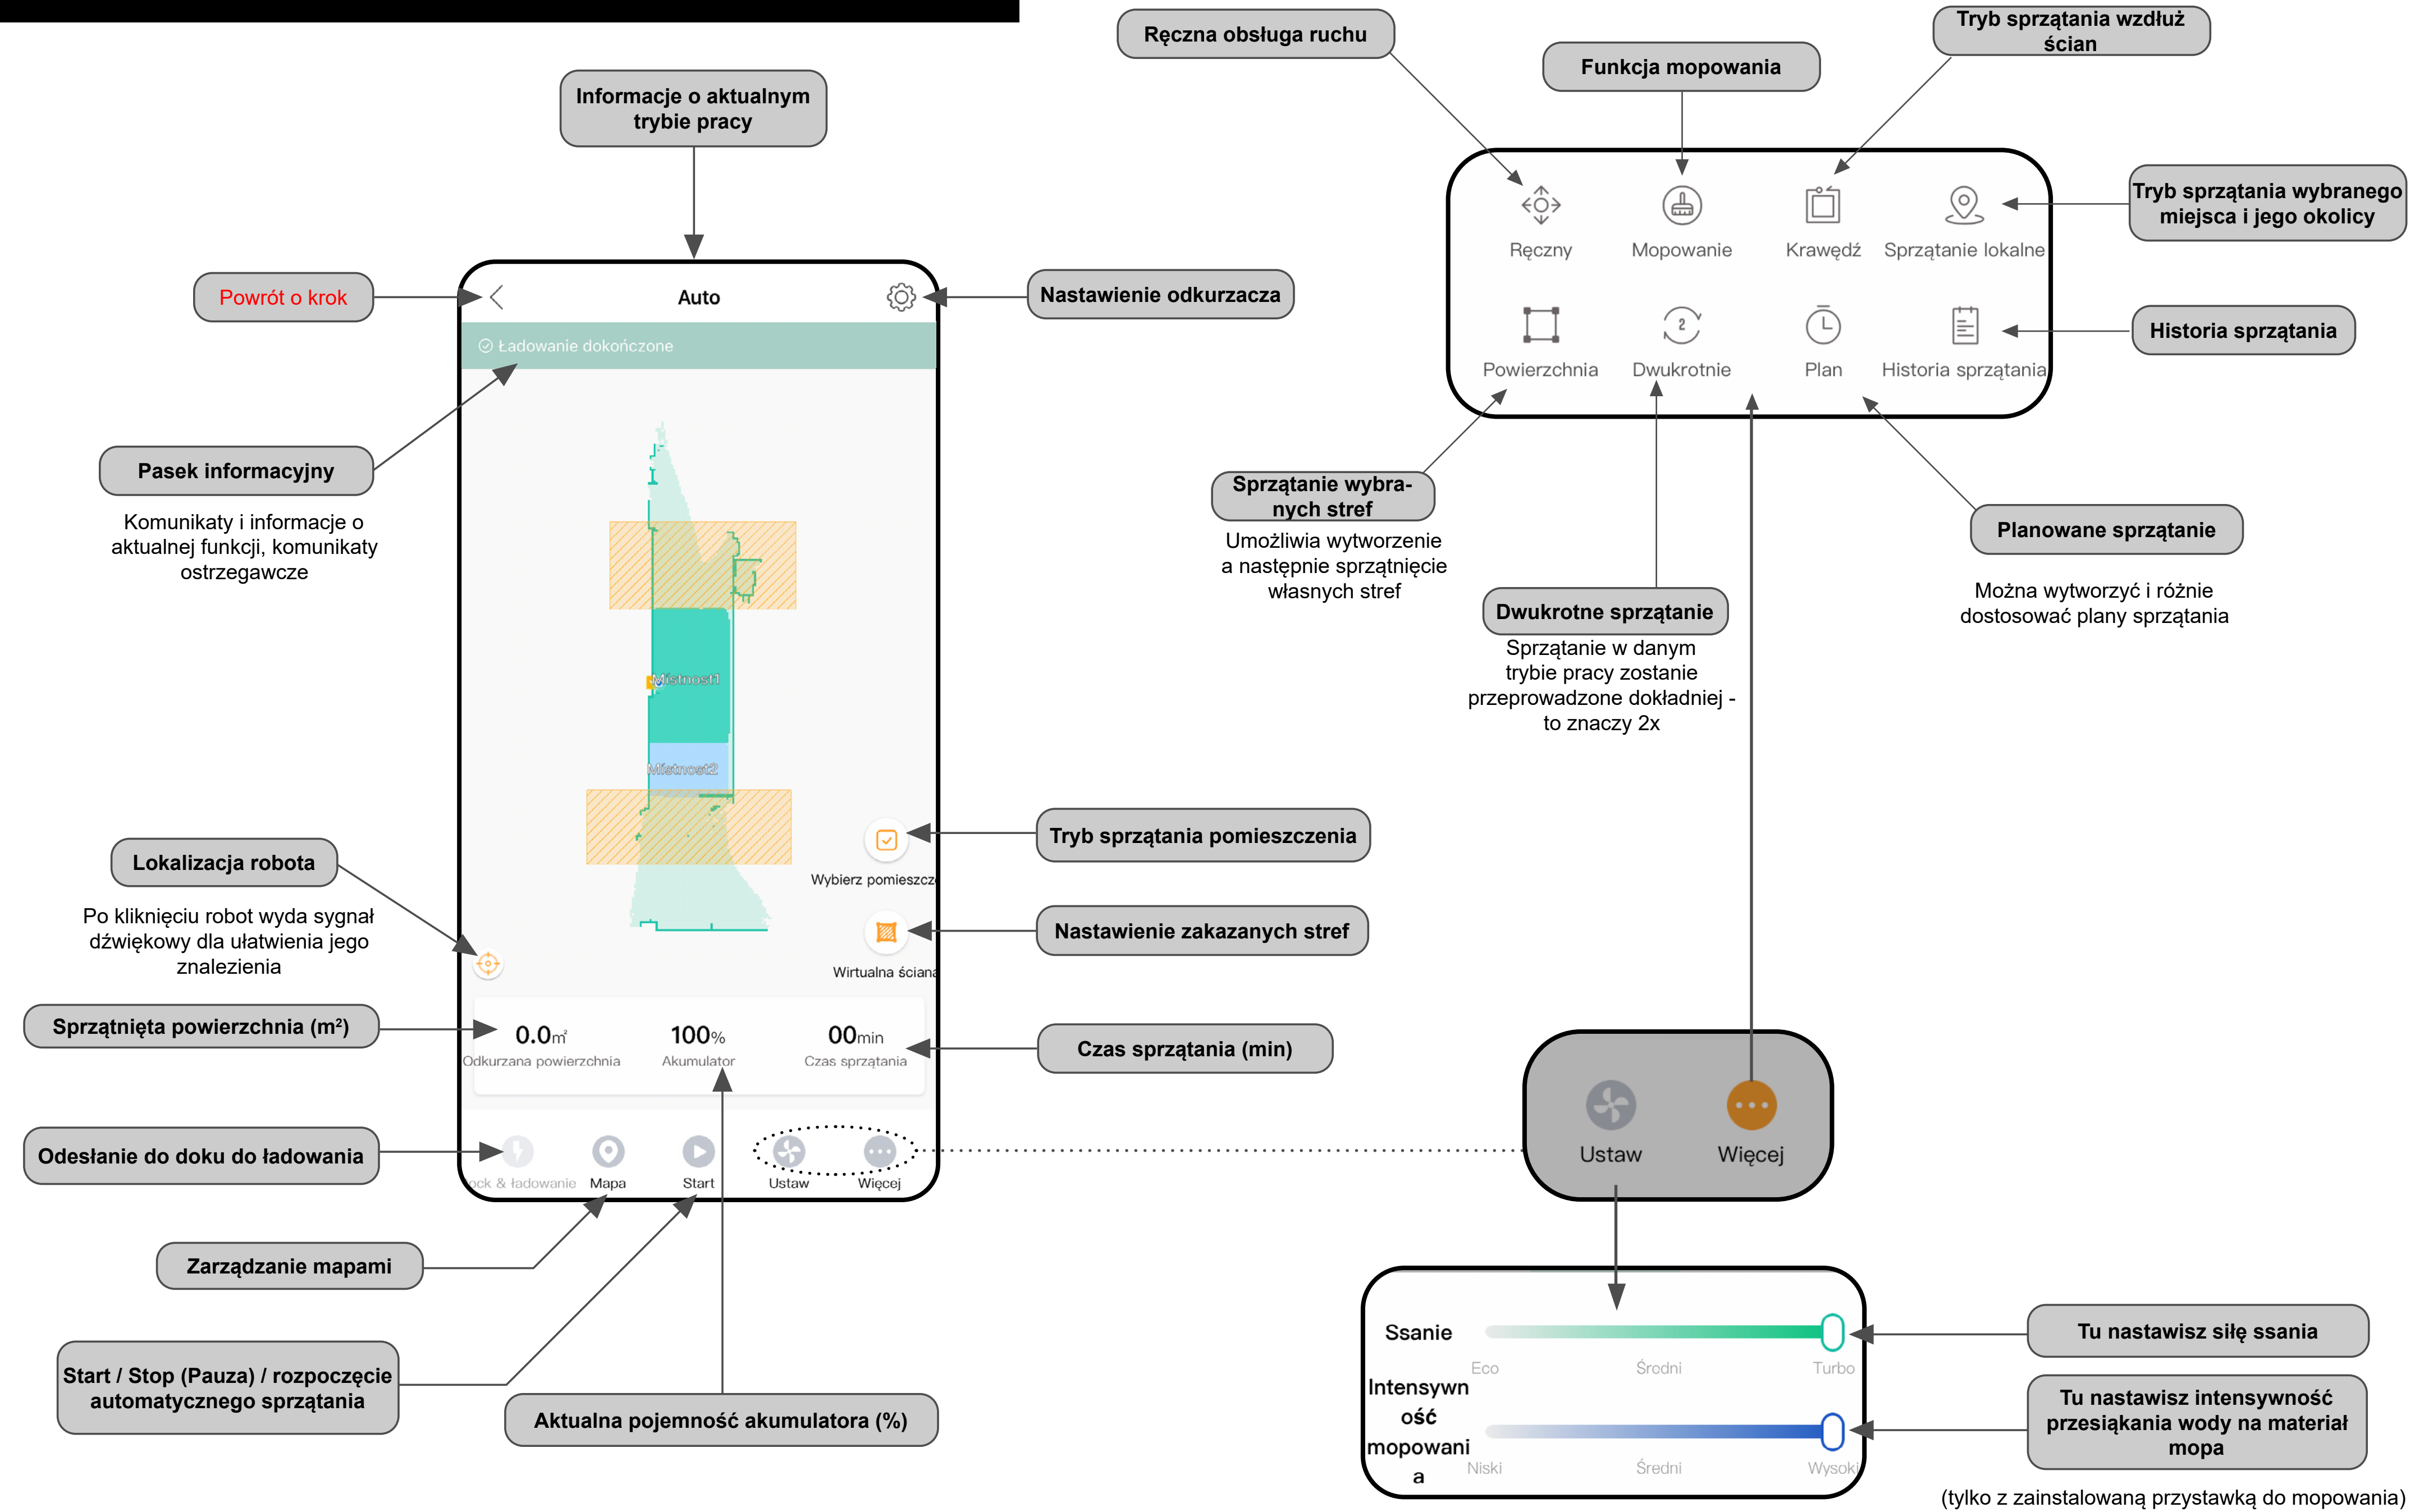 Informacje o aktualnym
trybie pracy
Powrót o krok
Auto
Nastawienie odkurzacza
Ładowanie dokończone
Pasek informacyjny
Komunikaty i informacje o
aktualnej funkcji, komunikaty
ostrzegawcze
Místnost1
Místnost2
Tryb sprzątania pomieszczenia
Wybierz pomieszcz
Lokalizacja robota
Po kliknięciu robot wyda sygnał
dźwiękowy dla ułatwienia jego
znalezienia
Nastawienie zakazanych stref
Wirtualna ściana
Sprzątnięta powierzchnia (m²)
0.0m² 100% 00min
Odkurzana powierzchnia Akumulator Czas sprzątania
Czas sprzątania (min)
Odesłanie do doku do ładowania
ock & ładowanie Mapa Start Ustaw Więcej
Zarządzanie mapami
Start / Stop (Pauza) / rozpoczęcie
automatycznego sprzątania
Aktualna pojemność akumulatora (%)
Ręczna obsługa ruchu
Funkcja mopowania
Tryb sprzątania wzdłuż
ścian
Tryb sprzątania wybranego
miejsca i jego okolicy
Ręczny Mopowanie Krawędź Sprzątanie lokalne
2
Historia sprzątania
Powierzchnia Dwukrotnie Plan Historia sprzątania
Sprzątanie wybra-
nych stref
Umożliwia wytworzenie
a następnie sprzątnięcie
własnych stref
Dwukrotne sprzątanie
Sprzątanie w danym
trybie pracy zostanie
przeprowadzone dokładniej -
to znaczy 2x
Planowane sprzątanie
Można wytworzyć i różnie
dostosować plany sprzątania
Ustaw Więcej
Ssanie
Eco Średni Turbo
Tu nastawisz siłę ssania
Intensywn
ość
mopowani
a
Niski Średni Wysoki
Tu nastawisz intensywność
przesiąkania wody na materiał
mopa
(tylko z zainstalowaną przystawką do mopowania)